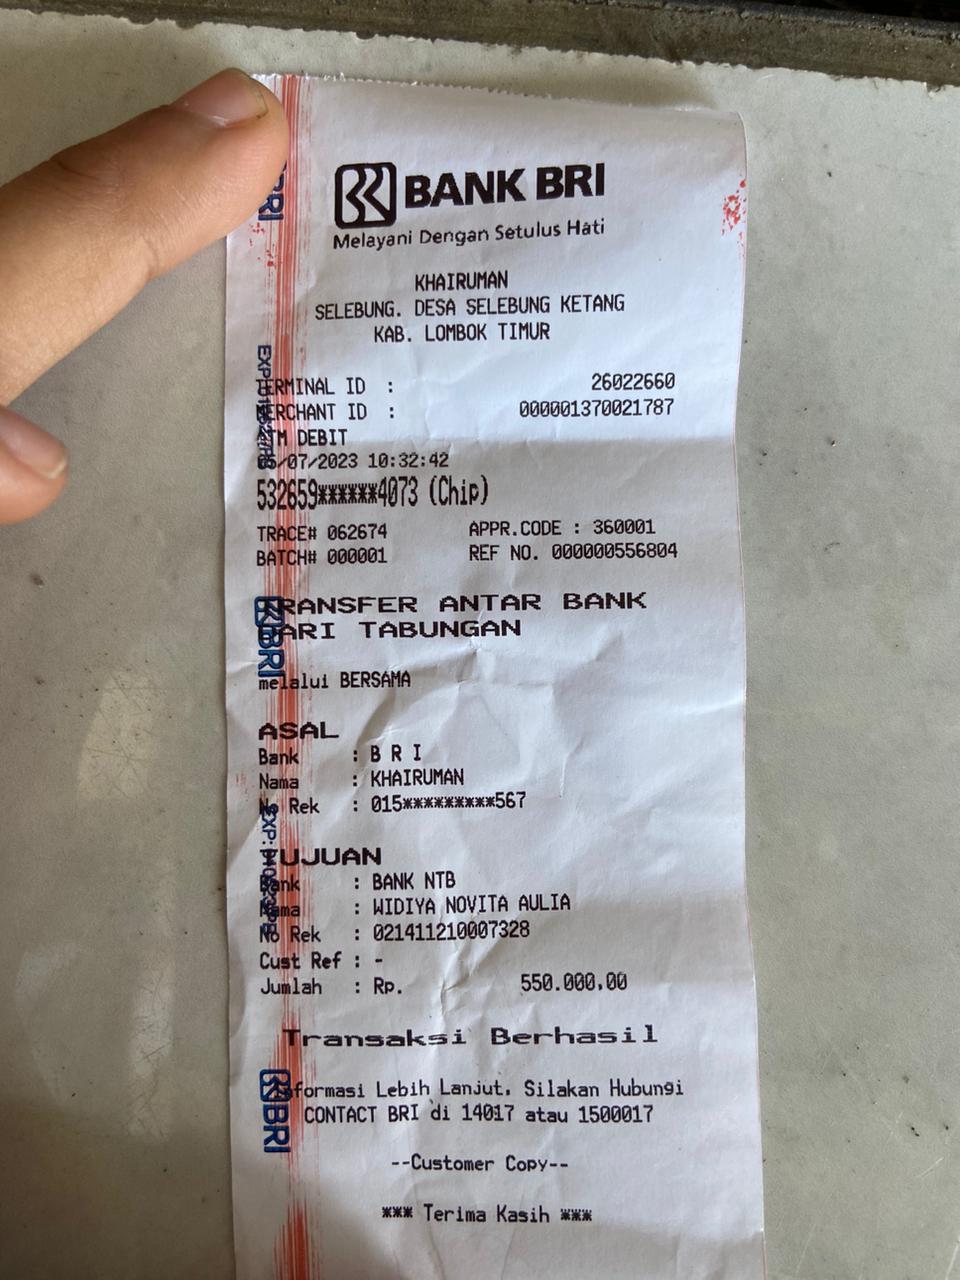 BANK BRI
Melayani Dengan Setulus Hati
KHAIRUMAN
SELEBUNG. DESA SELEBUNG KETANG
KAB. LOMBOK TIMUR
TERMINAL ID : 26022660
MERCHANT ID : 000001370021787
ATM DEBIT
05/07/2023 10:32:42
532659******4073 (Chip)
TRACE# 062674 APPR.CODE : 360001
BATCH# 000001 REF NO. 000000556804
TRANSFER ANTAR BANK
DARI TABUNGAN
melalui BERSAMA
ASAL
Bank : B R I
Nama : KHAIRUMAN
No Rek : 015*********567
TUJUAN
Bank : BANK NTB
Nama : WIDIYA NOVITA AULIA
No Rek : 021411210007328
Cust Ref : -
Jumlah : Rp. 550.000,00
Transaksi Berhasil
Informasi Lebih Lanjut, Silakan Hubungi
CONTACT BRI di 14017 atau 1500017
--Customer Copy--
*** Terima Kasih ***
BRI
BRI
BRI